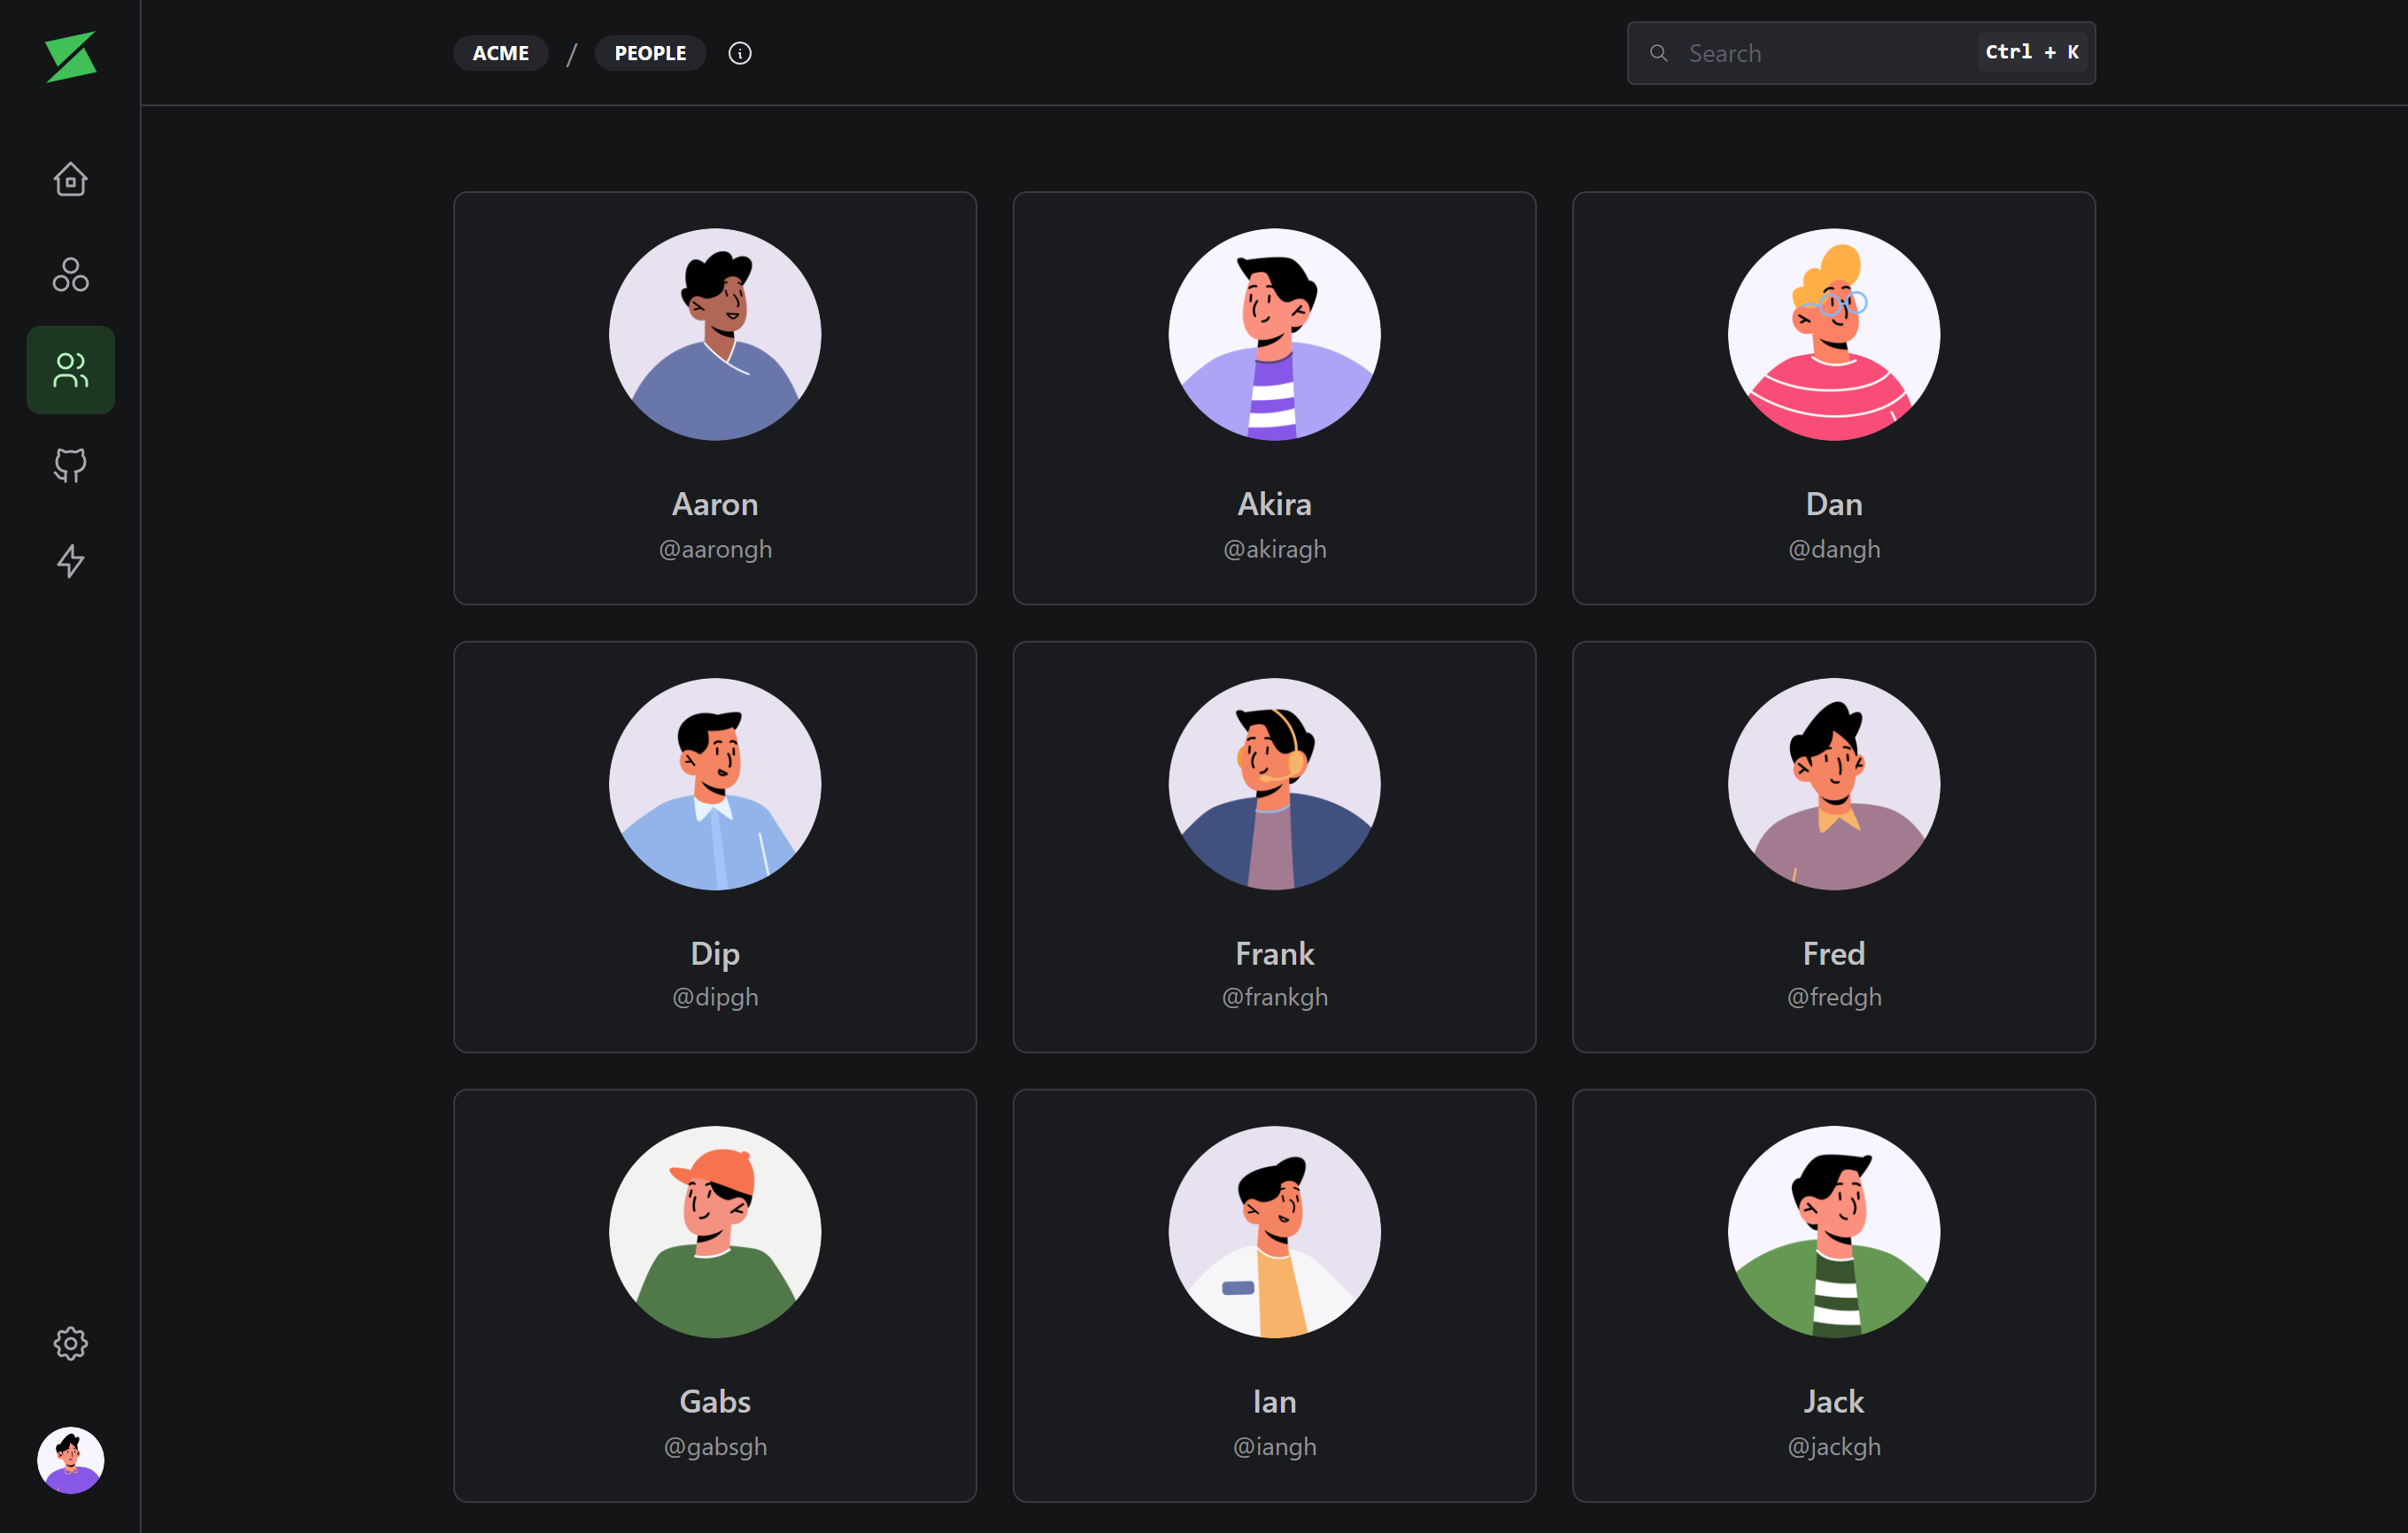 ACME / PEOPLE
Search Ctrl + K
Aaron Akira Dan
@aarongh @akiragh @dangh
Dip Frank Fred
@dipgh @frankgh @fredgh
Gabs Ian Jack
@gabsgh @iangh @jackgh